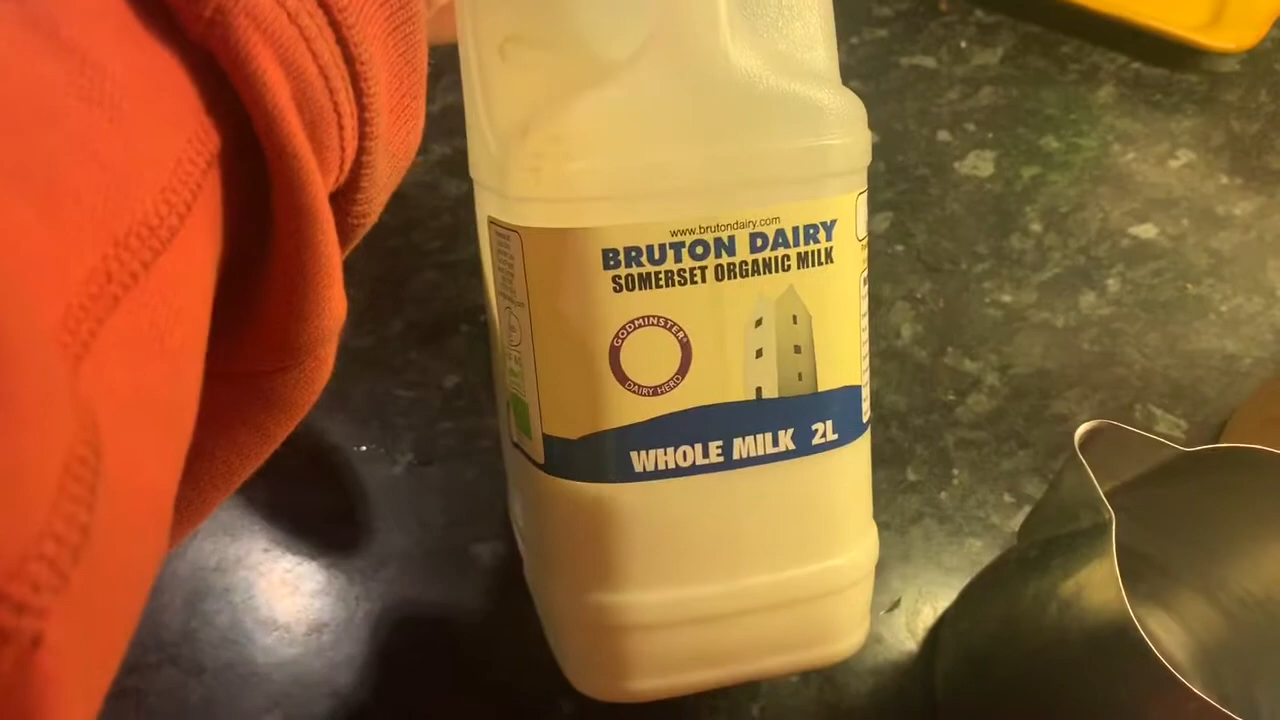 www.brutondairy.com
BRUTON DAIRY
SOMERSET ORGANIC MILK
GODMINSTER®
DAIRY HERD
WHOLE MILK 2L